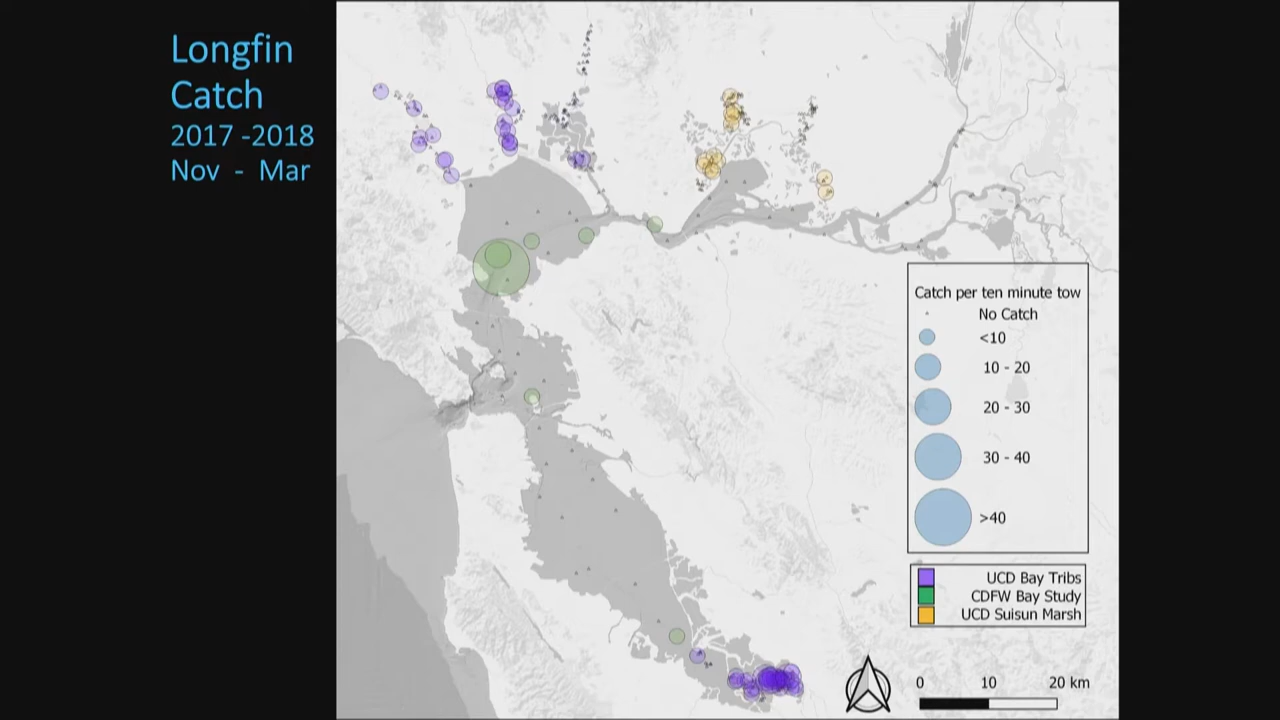 Longfin
Catch
2017 -2018
Nov - Mar
Catch per ten minute tow
No Catch
<10
10 - 20
20 - 30
30 - 40
>40
UCD Bay Tribs
CDFW Bay Study
UCD Suisun Marsh
0 10 20 km